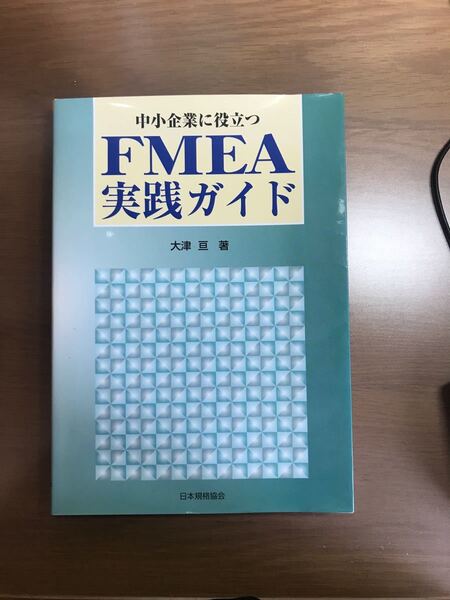 中小企業に役立つ
FMEA
実践ガイド
大津 亘 著
日本規格協会